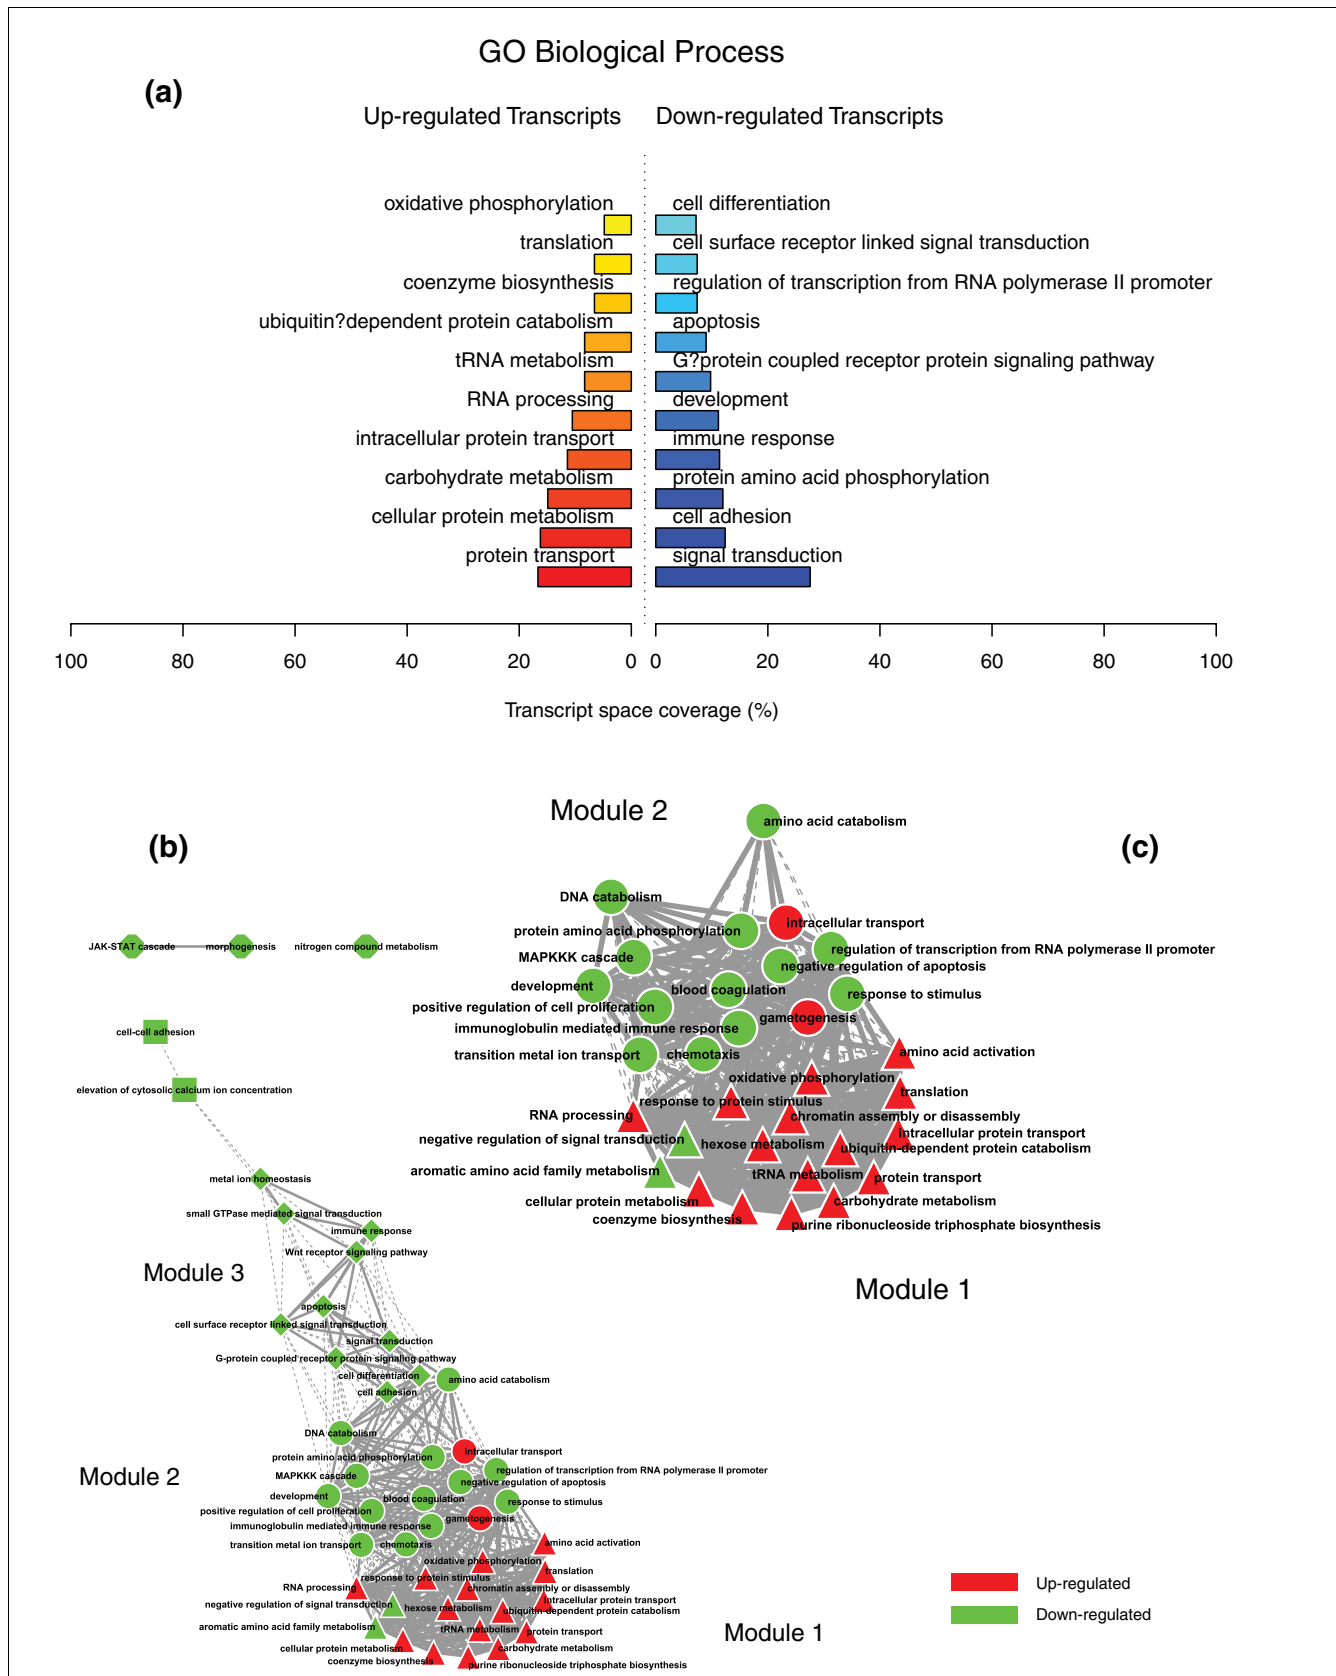 GO Biological Process
(a)
Up-regulated Transcripts
Down-regulated Transcripts
oxidative phosphorylation
cell differentiation
translation
cell surface receptor linked signal transduction
coenzyme biosynthesis
regulation of transcription from RNA polymerase II promoter
ubiquitin?dependent protein catabolism
apoptosis
tRNA metabolism
G?protein coupled receptor protein signaling pathway
RNA processing
development
intracellular protein transport
immune response
carbohydrate metabolism
protein amino acid phosphorylation
cellular protein metabolism
cell adhesion
protein transport
signal transduction
100 80 60 40 20 0 0 20 40 60 80 100
Transcript space coverage (%)
Module 2
(b)
(c)
amino acid catabolism
DNA catabolism
intracellular transport
protein amino acid phosphorylation
regulation of transcription from RNA polymerase II promoter
MAPKKK cascade
negative regulation of apoptosis
development
blood coagulation
response to stimulus
positive regulation of cell proliferation
gametogenesis
immunoglobulin mediated immune response
transition metal ion transport
chemotaxis
amino acid activation
oxidative phosphorylation
translation
response to protein stimulus
RNA processing
chromatin assembly or disassembly
intracellular protein transport
negative regulation of signal transduction
hexose metabolism
ubiquitin-dependent protein catabolism
aromatic amino acid family metabolism
tRNA metabolism
protein transport
cellular protein metabolism
carbohydrate metabolism
coenzyme biosynthesis
purine ribonucleoside triphosphate biosynthesis
Module 1
JAK-STAT cascade
morphogenesis
nitrogen compound metabolism
cell-cell adhesion
elevation of cytosolic calcium ion concentration
metal ion homeostasis
small GTPase mediated signal transduction
immune response
Wnt receptor signaling pathway
Module 3
apoptosis
cell surface receptor linked signal transduction
signal transduction
G-protein coupled receptor protein signaling pathway
cell differentiation
amino acid catabolism
cell adhesion
DNA catabolism
intracellular transport
protein amino acid phosphorylation
regulation of transcription from RNA polymerase II promoter
Module 2
MAPKKK cascade
negative regulation of apoptosis
development
blood coagulation
response to stimulus
positive regulation of cell proliferation
gametogenesis
immunoglobulin mediated immune response
transition metal ion transport
chemotaxis
amino acid activation
oxidative phosphorylation
translation
response to protein stimulus
RNA processing
chromatin assembly or disassembly
intracellular protein transport
negative regulation of signal transduction
hexose metabolism
ubiquitin-dependent protein catabolism
aromatic amino acid family metabolism
tRNA metabolism
protein transport
cellular protein metabolism
carbohydrate metabolism
coenzyme biosynthesis
purine ribonucleoside triphosphate biosynthesis
Module 1
Up-regulated
Down-regulated